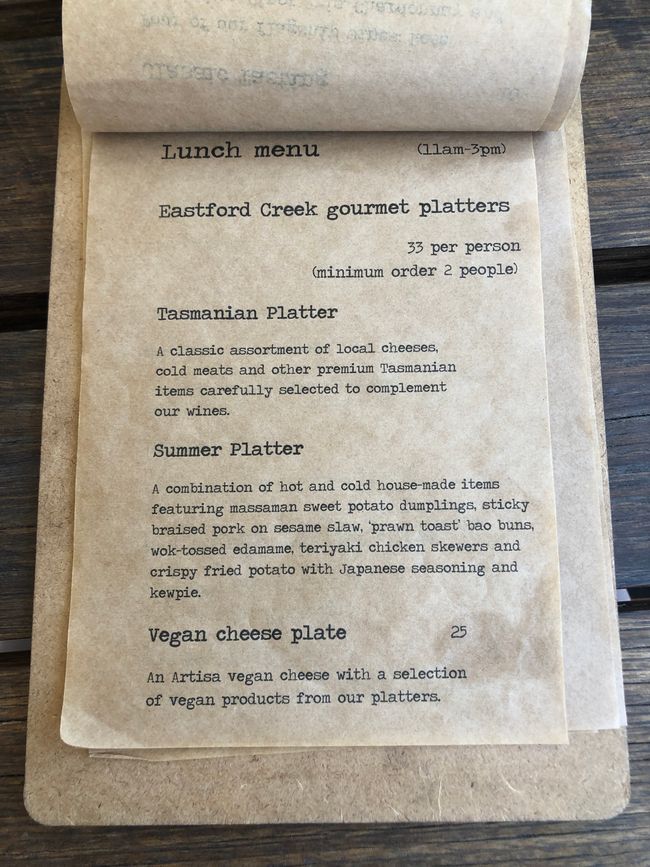 Lunch menu (11am-3pm)
Eastford Creek gourmet platters
33 per person
(minimum order 2 people)
Tasmanian Platter
A classic assortment of local cheeses,
cold meats and other premium Tasmanian
items carefully selected to complement
our wines.
Summer Platter
A combination of hot and cold house-made items
featuring massaman sweet potato dumplings, sticky
braised pork on sesame slaw, 'prawn toast' bao buns,
wok-tossed edamame, teriyaki chicken skewers and
crispy fried potato with Japanese seasoning and
kewpie.
Vegan cheese plate 25
An Artisa vegan cheese with a selection
of vegan products from our platters.